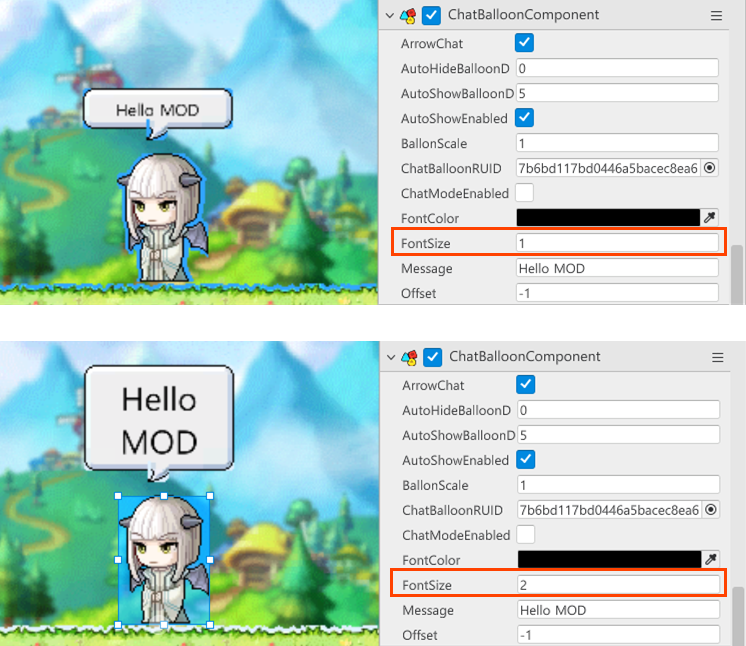 Hello MOD
ChatBalloonComponent
ArrowChat
AutoHideBalloonD 0
AutoShowBalloonD 5
AutoShowEnabled
BallonScale 1
ChatBalloonRUID 7b6bd117bd0446a5bacec8ea6
ChatModeEnabled
FontColor
FontSize 1
Message Hello MOD
Offset -1
Hello
MOD
ChatBalloonComponent
ArrowChat
AutoHideBalloonD 0
AutoShowBalloonD 5
AutoShowEnabled
BallonScale 1
ChatBalloonRUID 7b6bd117bd0446a5bacec8ea6
ChatModeEnabled
FontColor
FontSize 2
Message Hello MOD
Offset -1